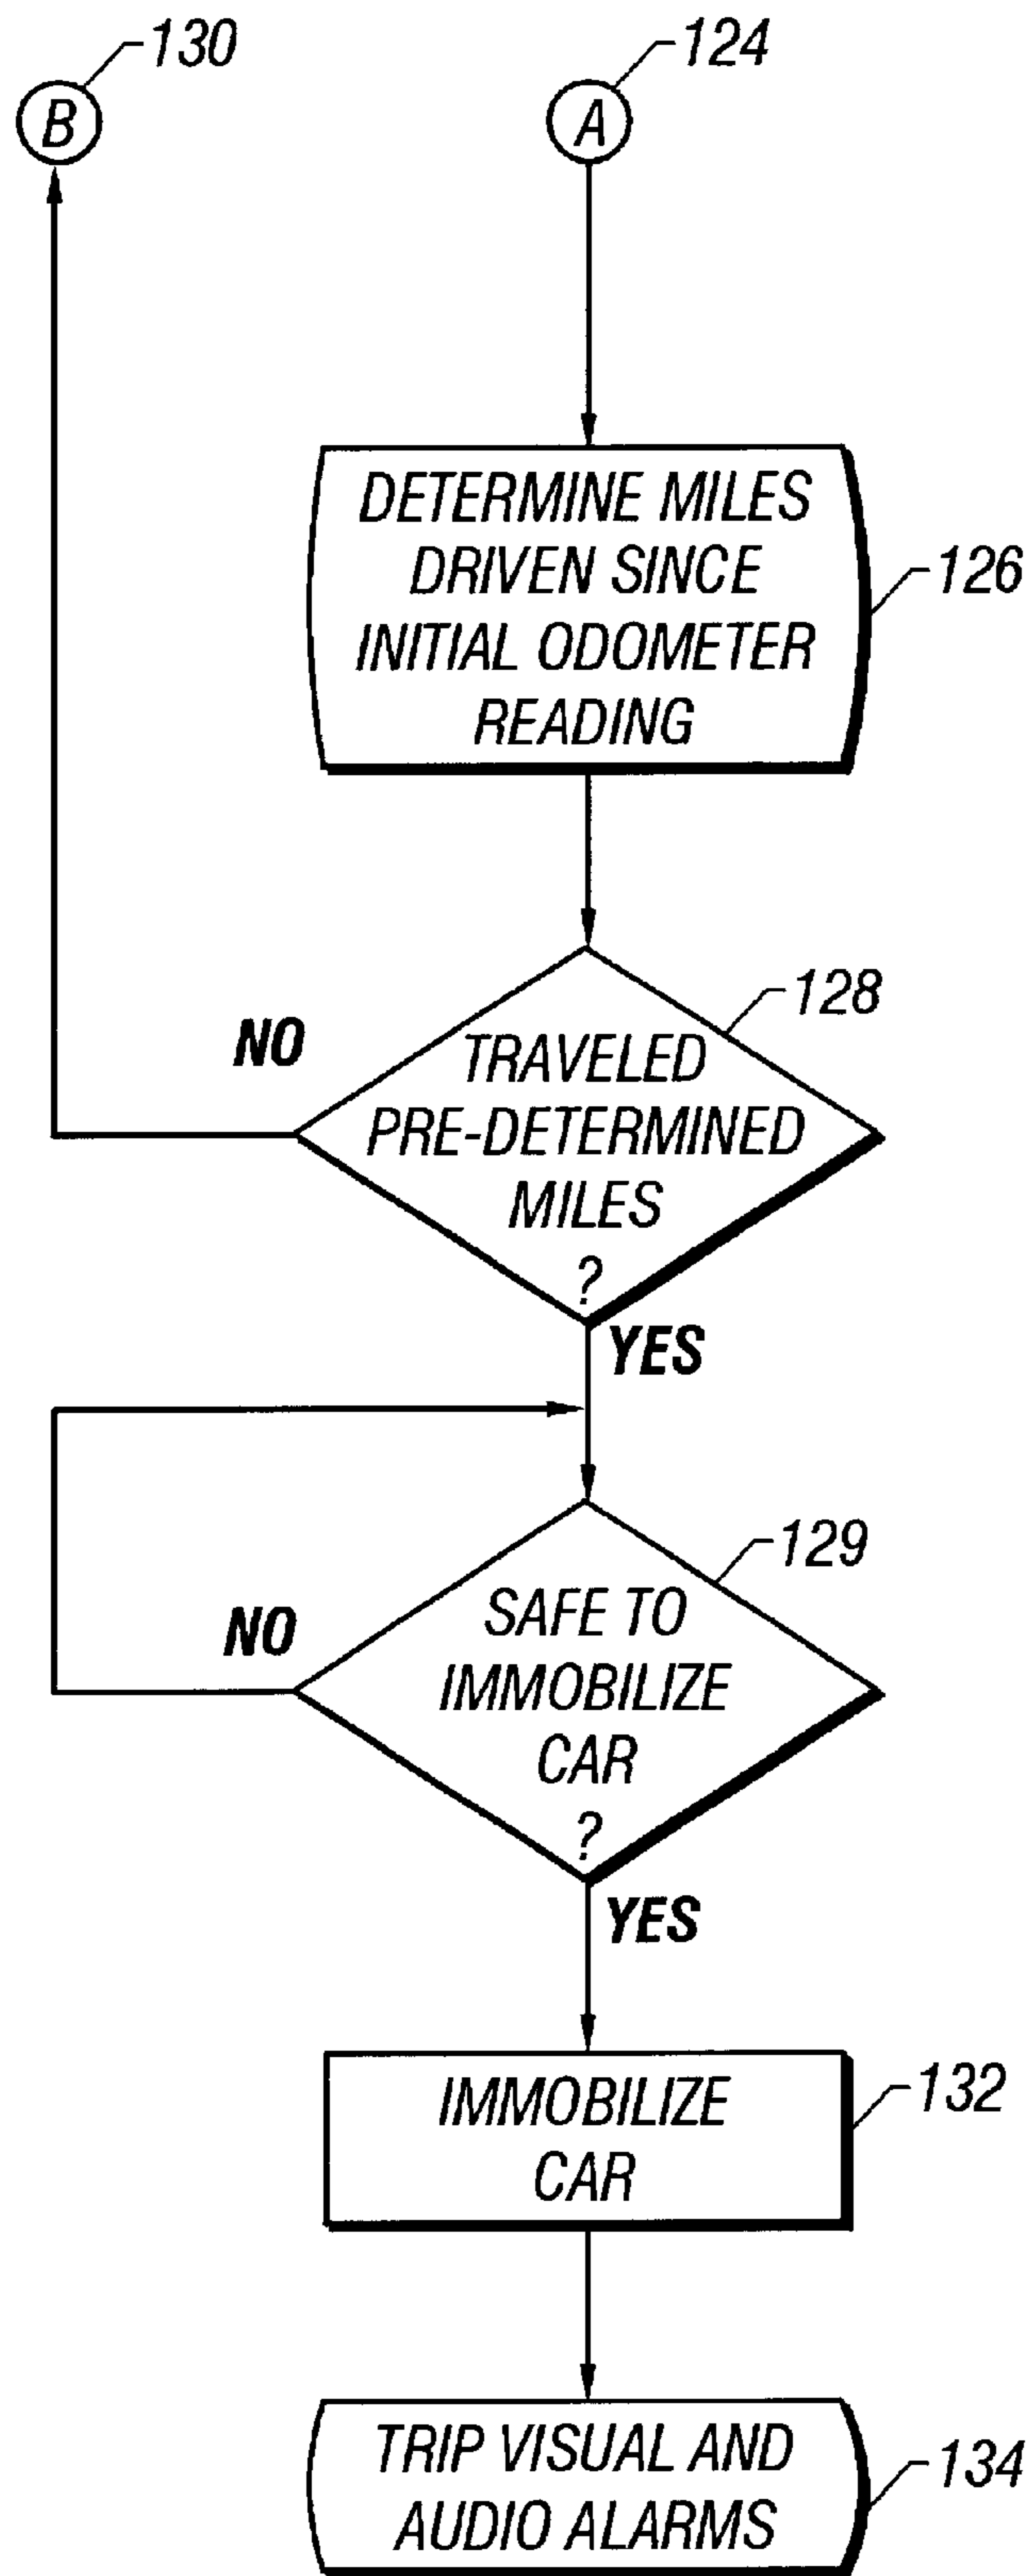 130
124
B
A
DETERMINE MILES
DRIVEN SINCE
INITIAL ODOMETER
READING
126
128
NO
TRAVELED
PRE-DETERMINED
MILES
?
YES
129
NO
SAFE TO
IMMOBILIZE
CAR
?
YES
IMMOBILIZE
CAR
132
TRIP VISUAL AND
AUDIO ALARMS
134